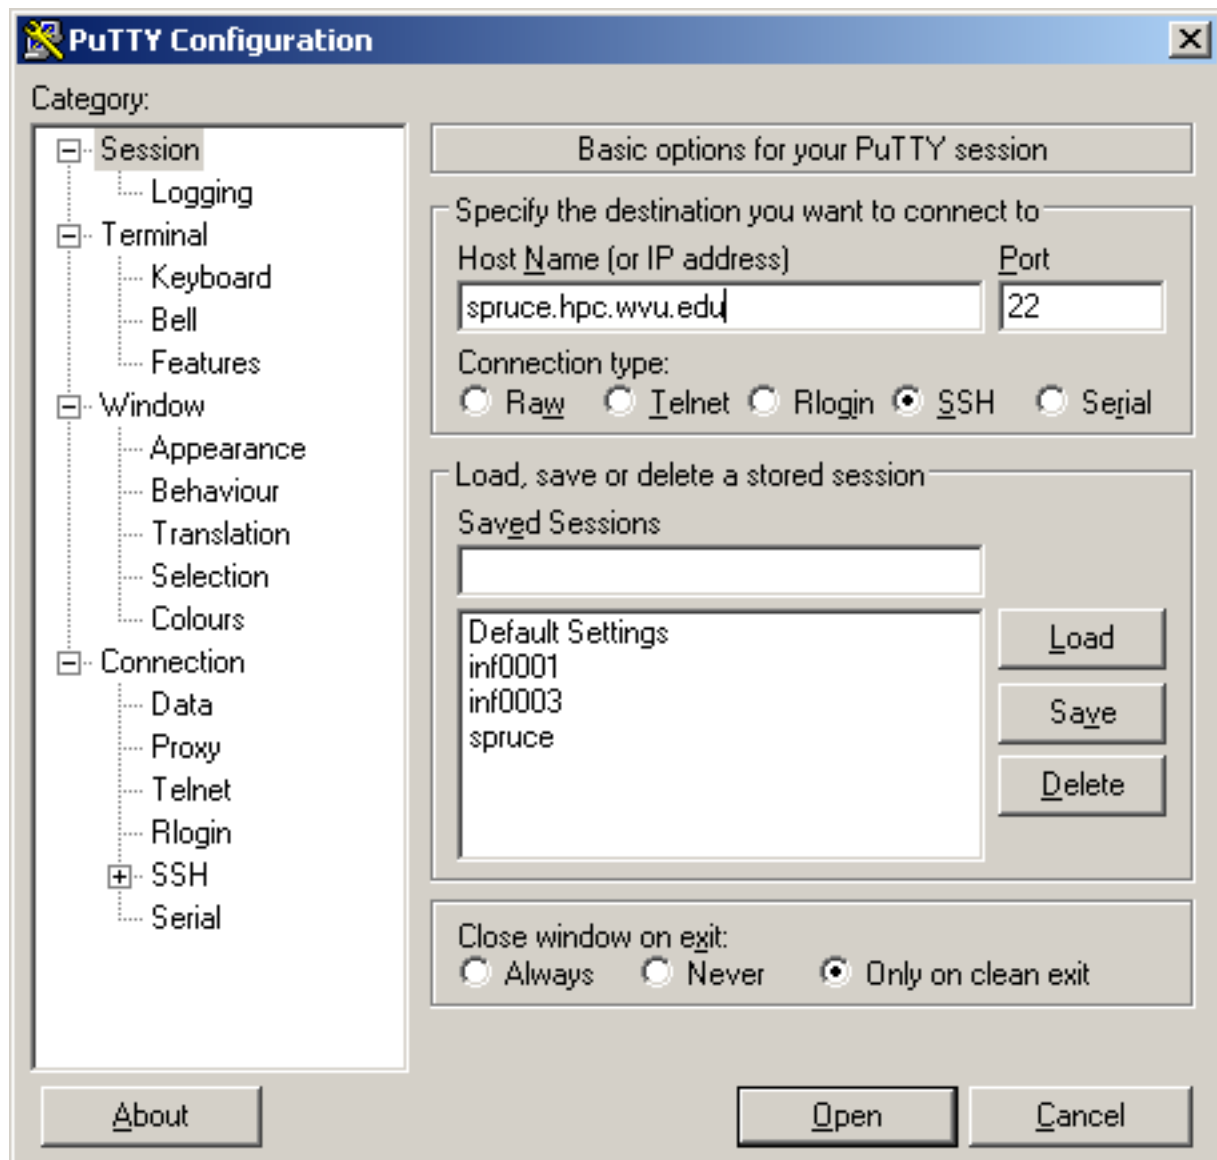 PuTTY Configuration
Category:
Session
Logging
Terminal
Keyboard
Bell
Features
Window
Appearance
Behaviour
Translation
Selection
Colours
Connection
Data
Proxy
Telnet
Rlogin
SSH
Serial
Basic options for your PuTTY session
Specify the destination you want to connect to
Host Name (or IP address) Port
spruce.hpc.wvu.edu 22
Connection type:
Raw Telnet Rlogin SSH Serial
Load, save or delete a stored session
Saved Sessions
Default Settings
inf0001
inf0003
spruce
Load
Save
Delete
Close window on exit:
Always Never Only on clean exit
About Open Cancel